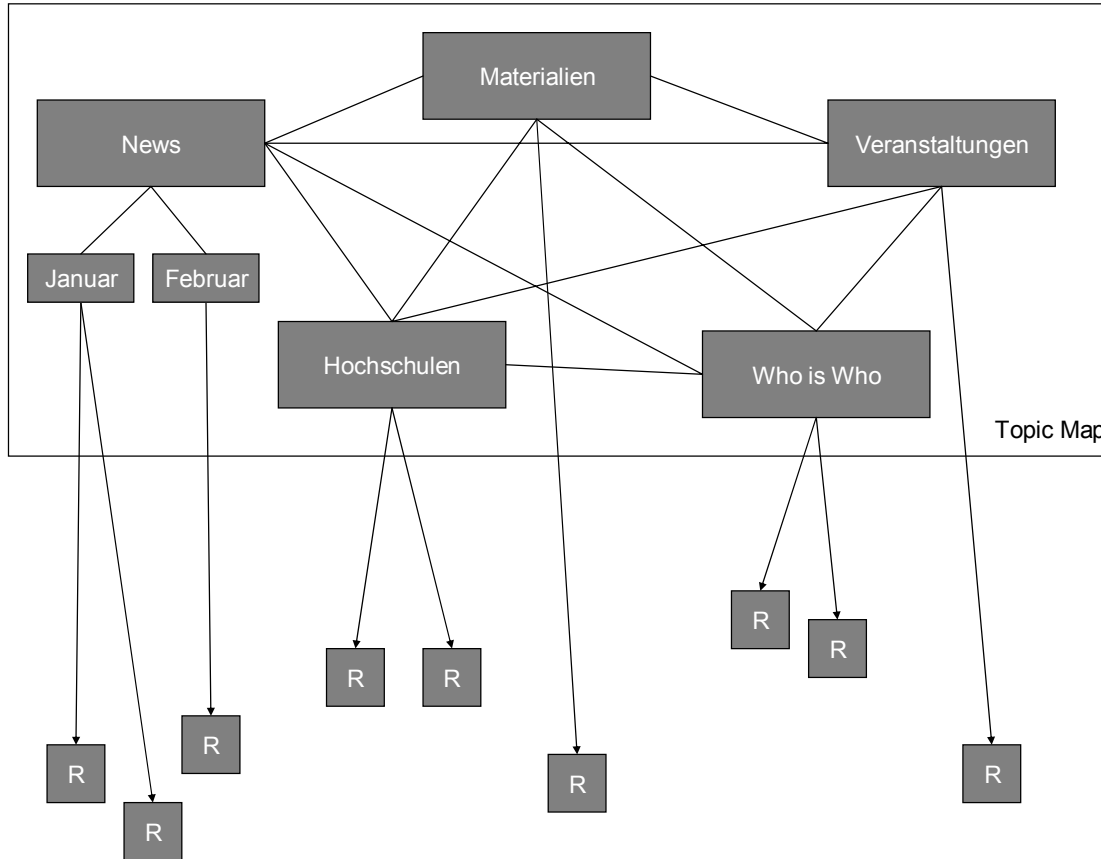 Materialien
News
Veranstaltungen
Januar
Februar
Hochschulen
Who is Who
Topic Map
R
R
R
R
R
R
R
R
R